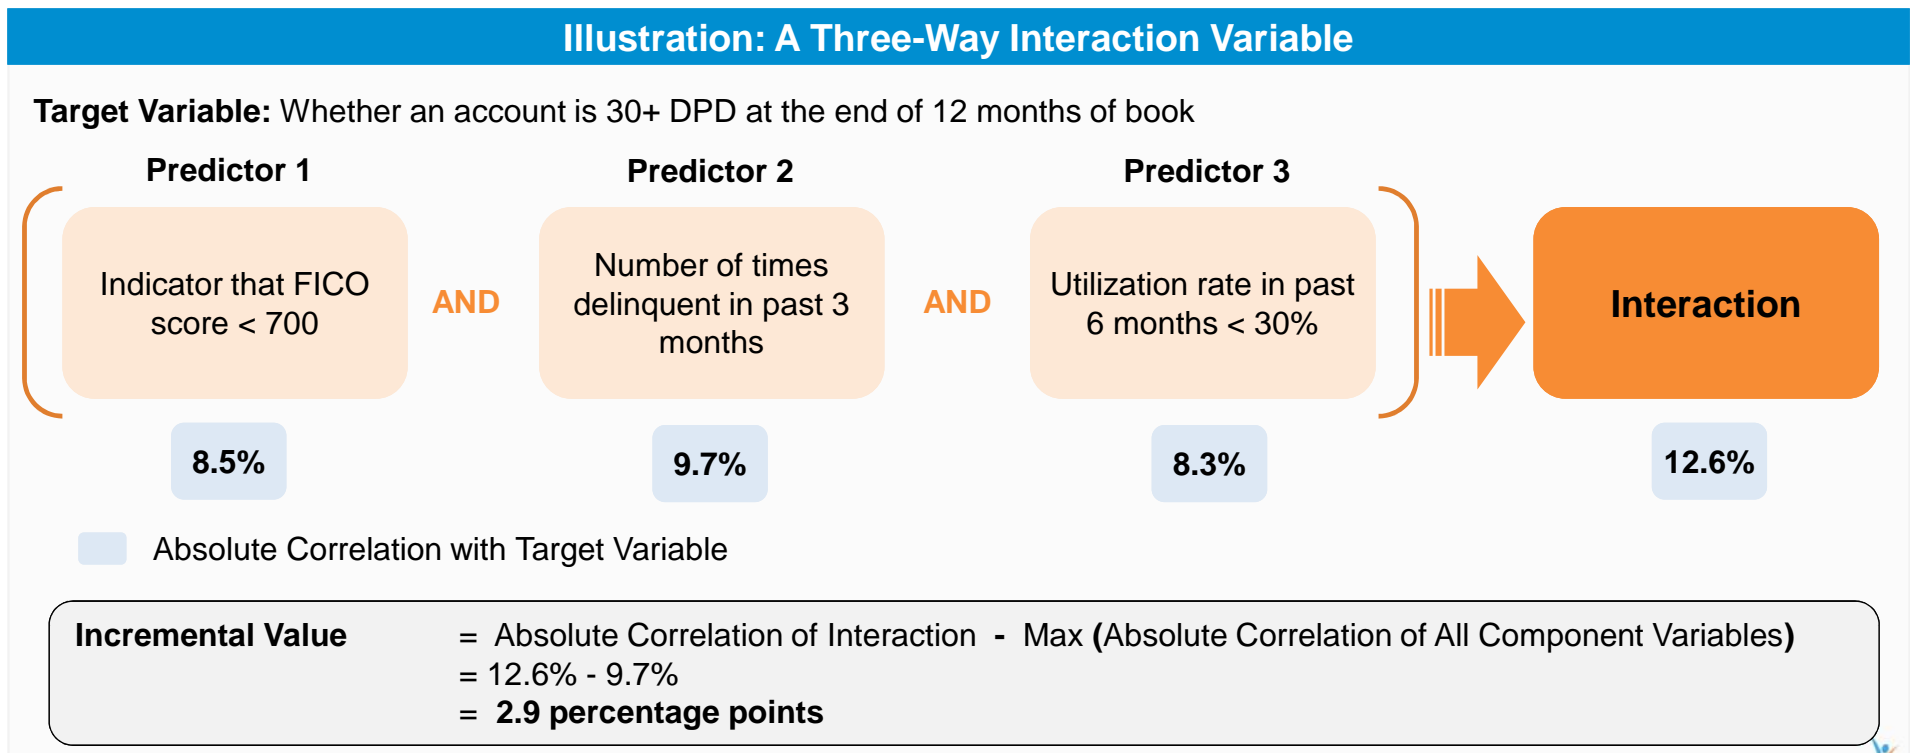 Illustration: A Three-Way Interaction Variable
Target Variable: Whether an account is 30+ DPD at the end of 12 months of book
Predictor 1
Predictor 2
Predictor 3
Indicator that FICO
score < 700
AND
Number of times
delinquent in past 3
months
AND
Utilization rate in past
6 months < 30%
Interaction
8.5%
9.7%
8.3%
12.6%
Absolute Correlation with Target Variable
Incremental Value = Absolute Correlation of Interaction - Max (Absolute Correlation of All Component Variables)
= 12.6% - 9.7%
= 2.9 percentage points